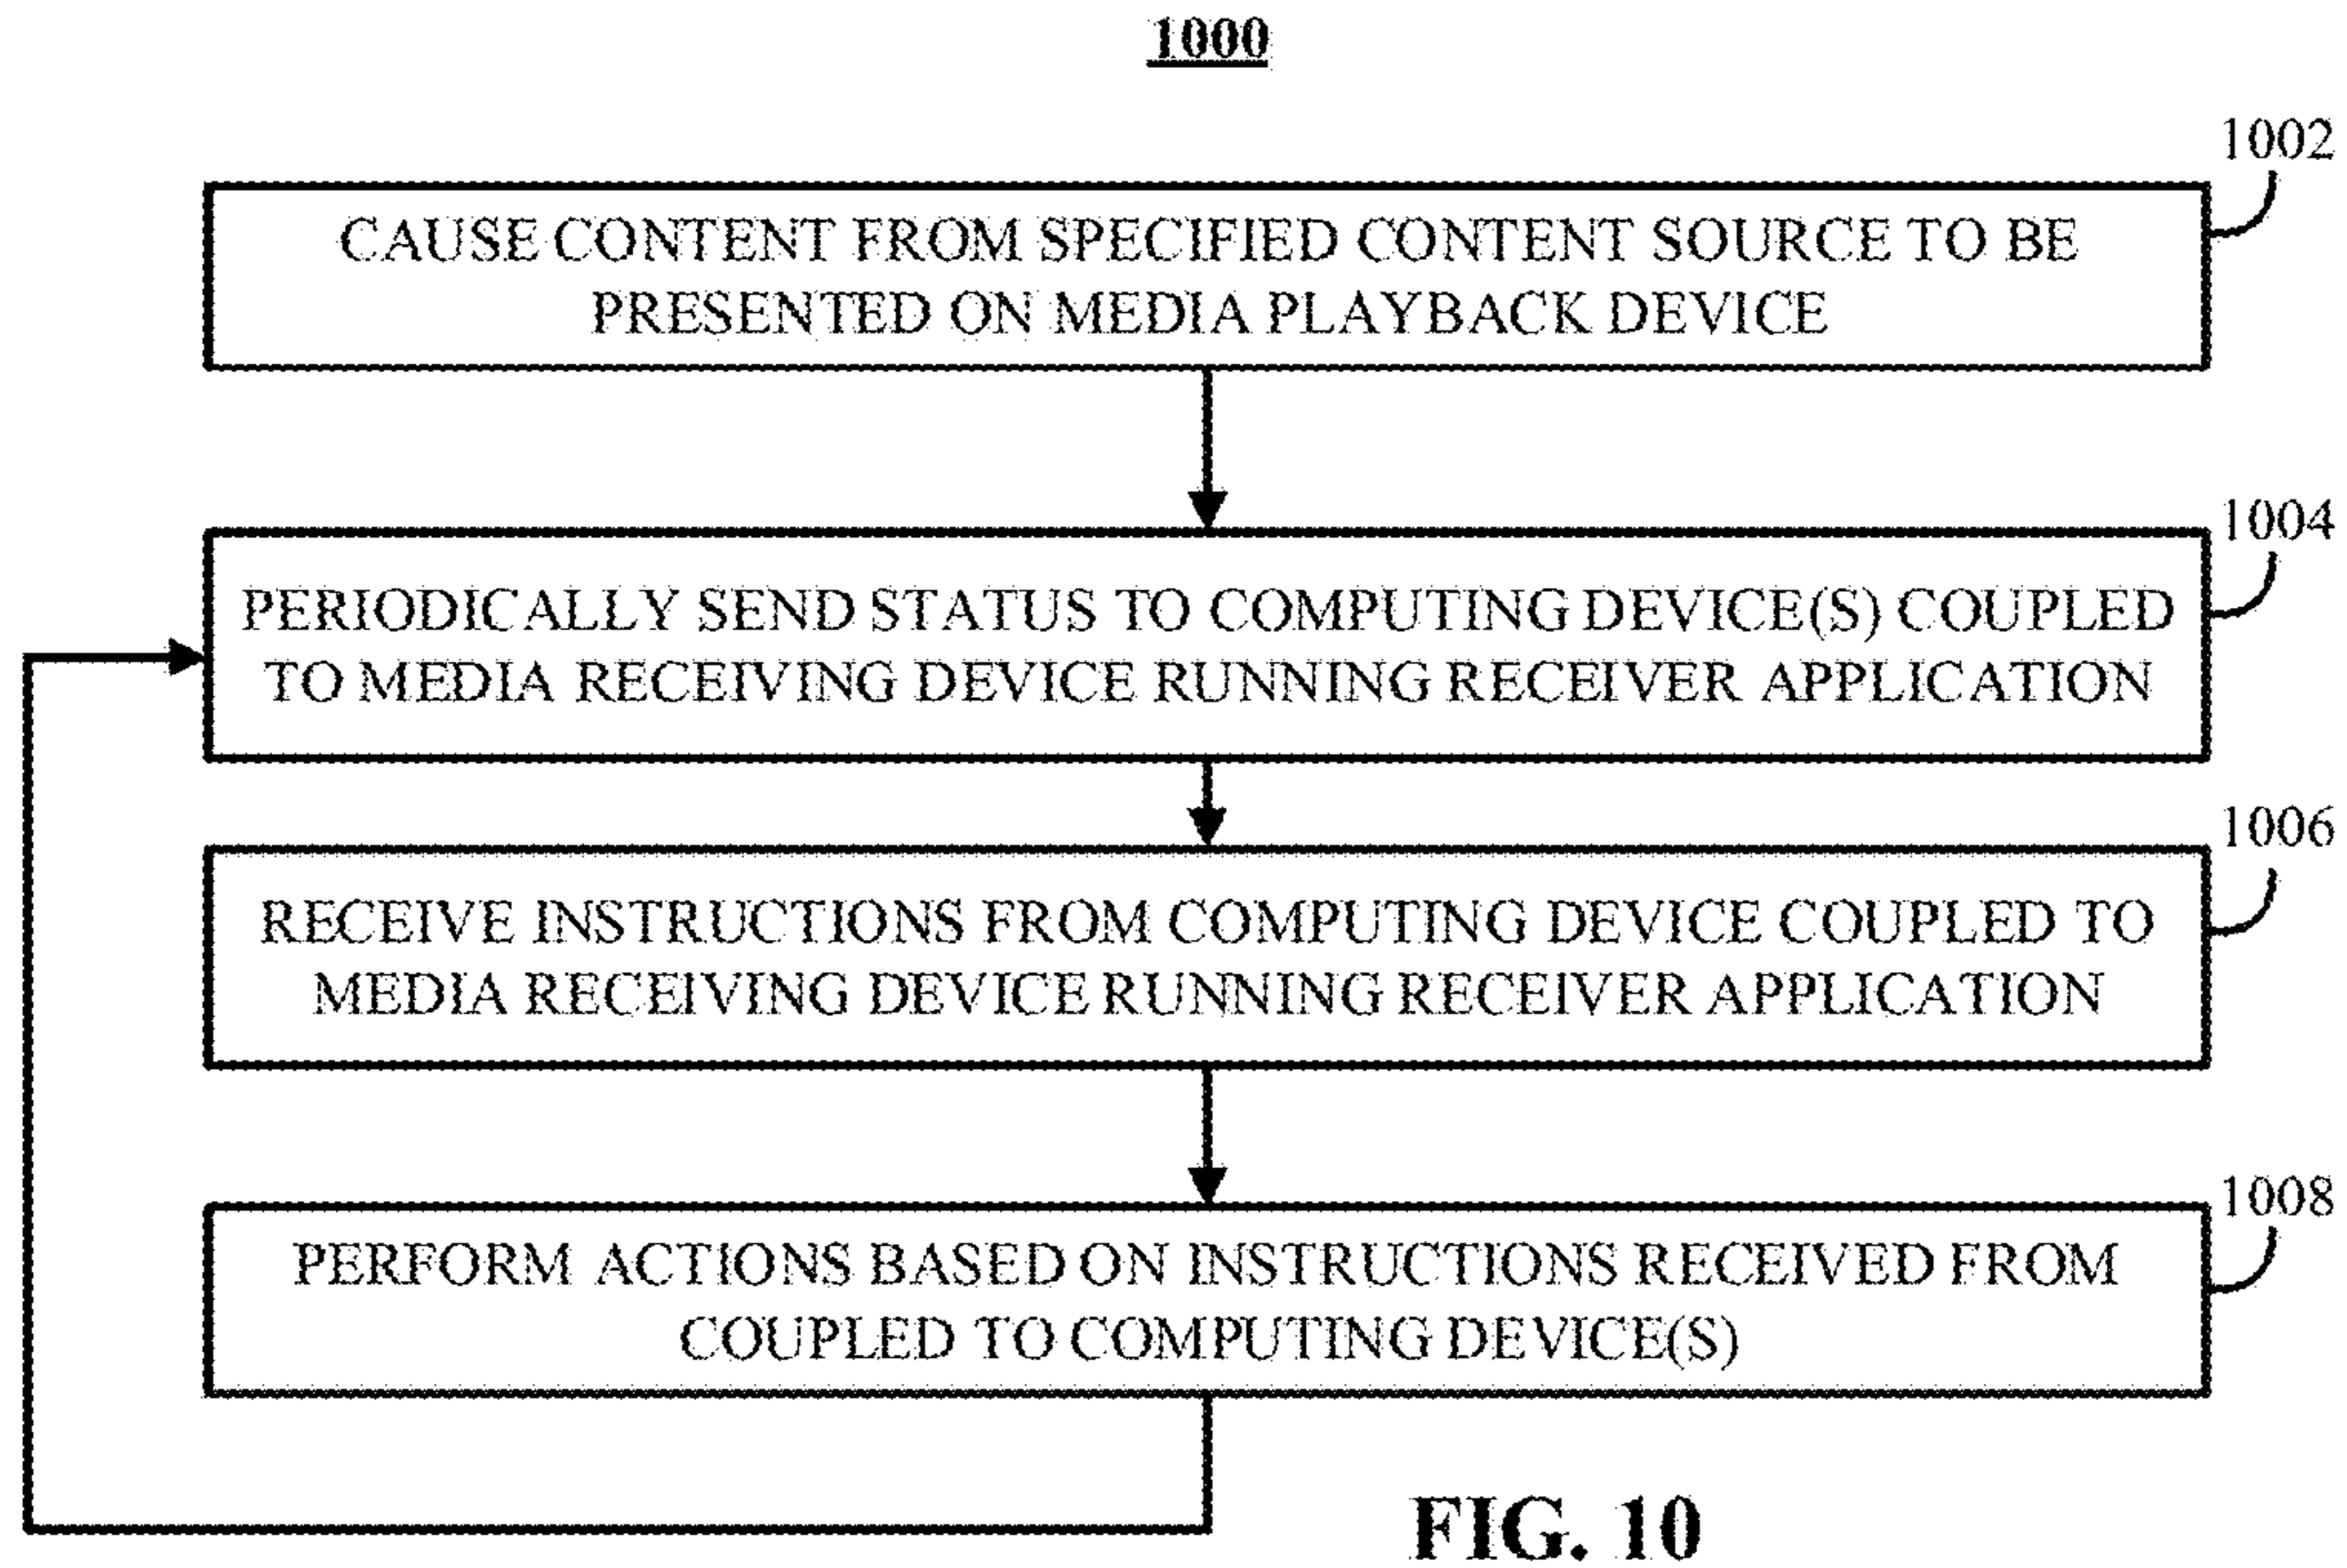 1000
1002
CAUSE CONTENT FROM SPECIFIED CONTENT SOURCE TO BE
PRESENTED ON MEDIA PLAYBACK DEVICE
1004
PERIODICALLY SEND STATUS TO COMPUTING DEVICE(S) COUPLED
TO MEDIA RECEIVING DEVICE RUNNING RECEIVER APPLICATION
1006
RECEIVE INSTRUCTIONS FROM COMPUTING DEVICE COUPLED TO
MEDIA RECEIVING DEVICE RUNNING RECEIVER APPLICATION
1008
PERFORM ACTIONS BASED ON INSTRUCTIONS RECEIVED FROM
COUPLED TO COMPUTING DEVICE(S)
FIG. 10